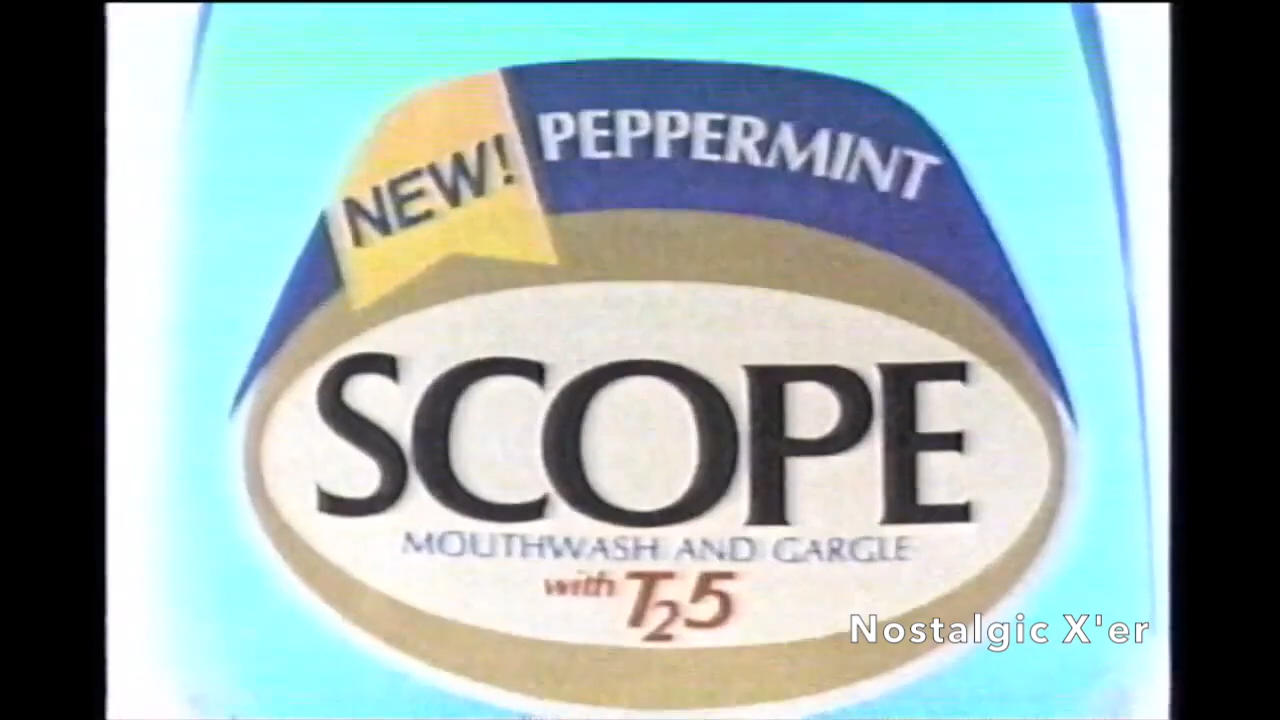 NEW!
PEPPERMINT
SCOPE
MOUTHWASH AND GARGLE
with T25
Nostalgic X'er